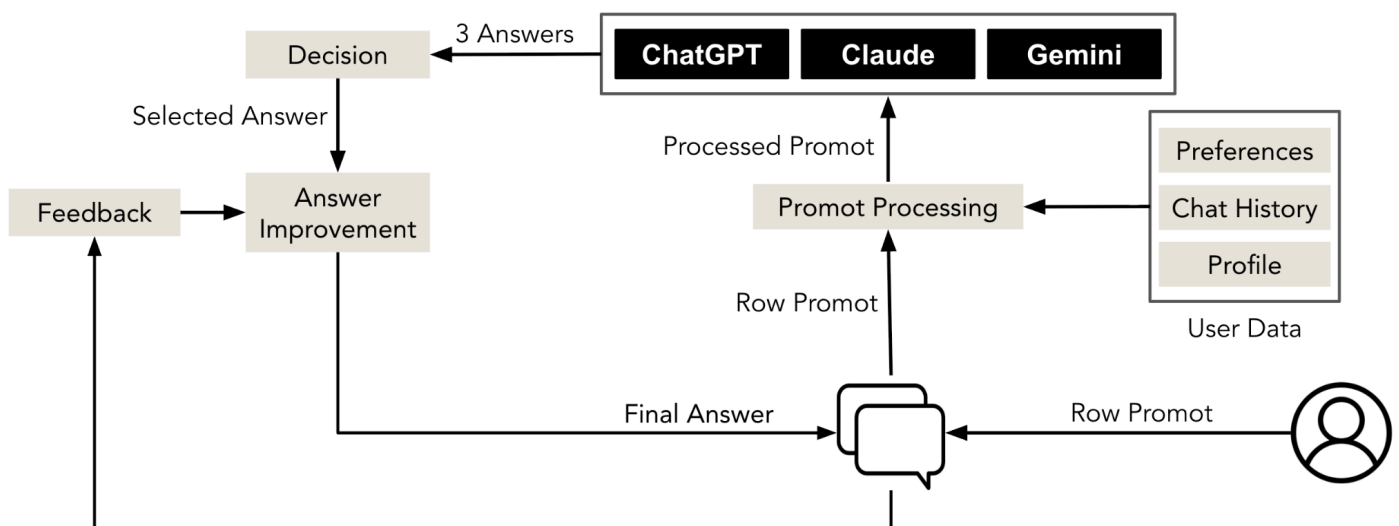 3 Answers
ChatGPT
Claude
Gemini
Decision
Selected Answer
Processed Promot
Preferences
Chat History
Profile
User Data
Feedback
Answer
Improvement
Promot Processing
Row Promot
Final Answer
Row Promot